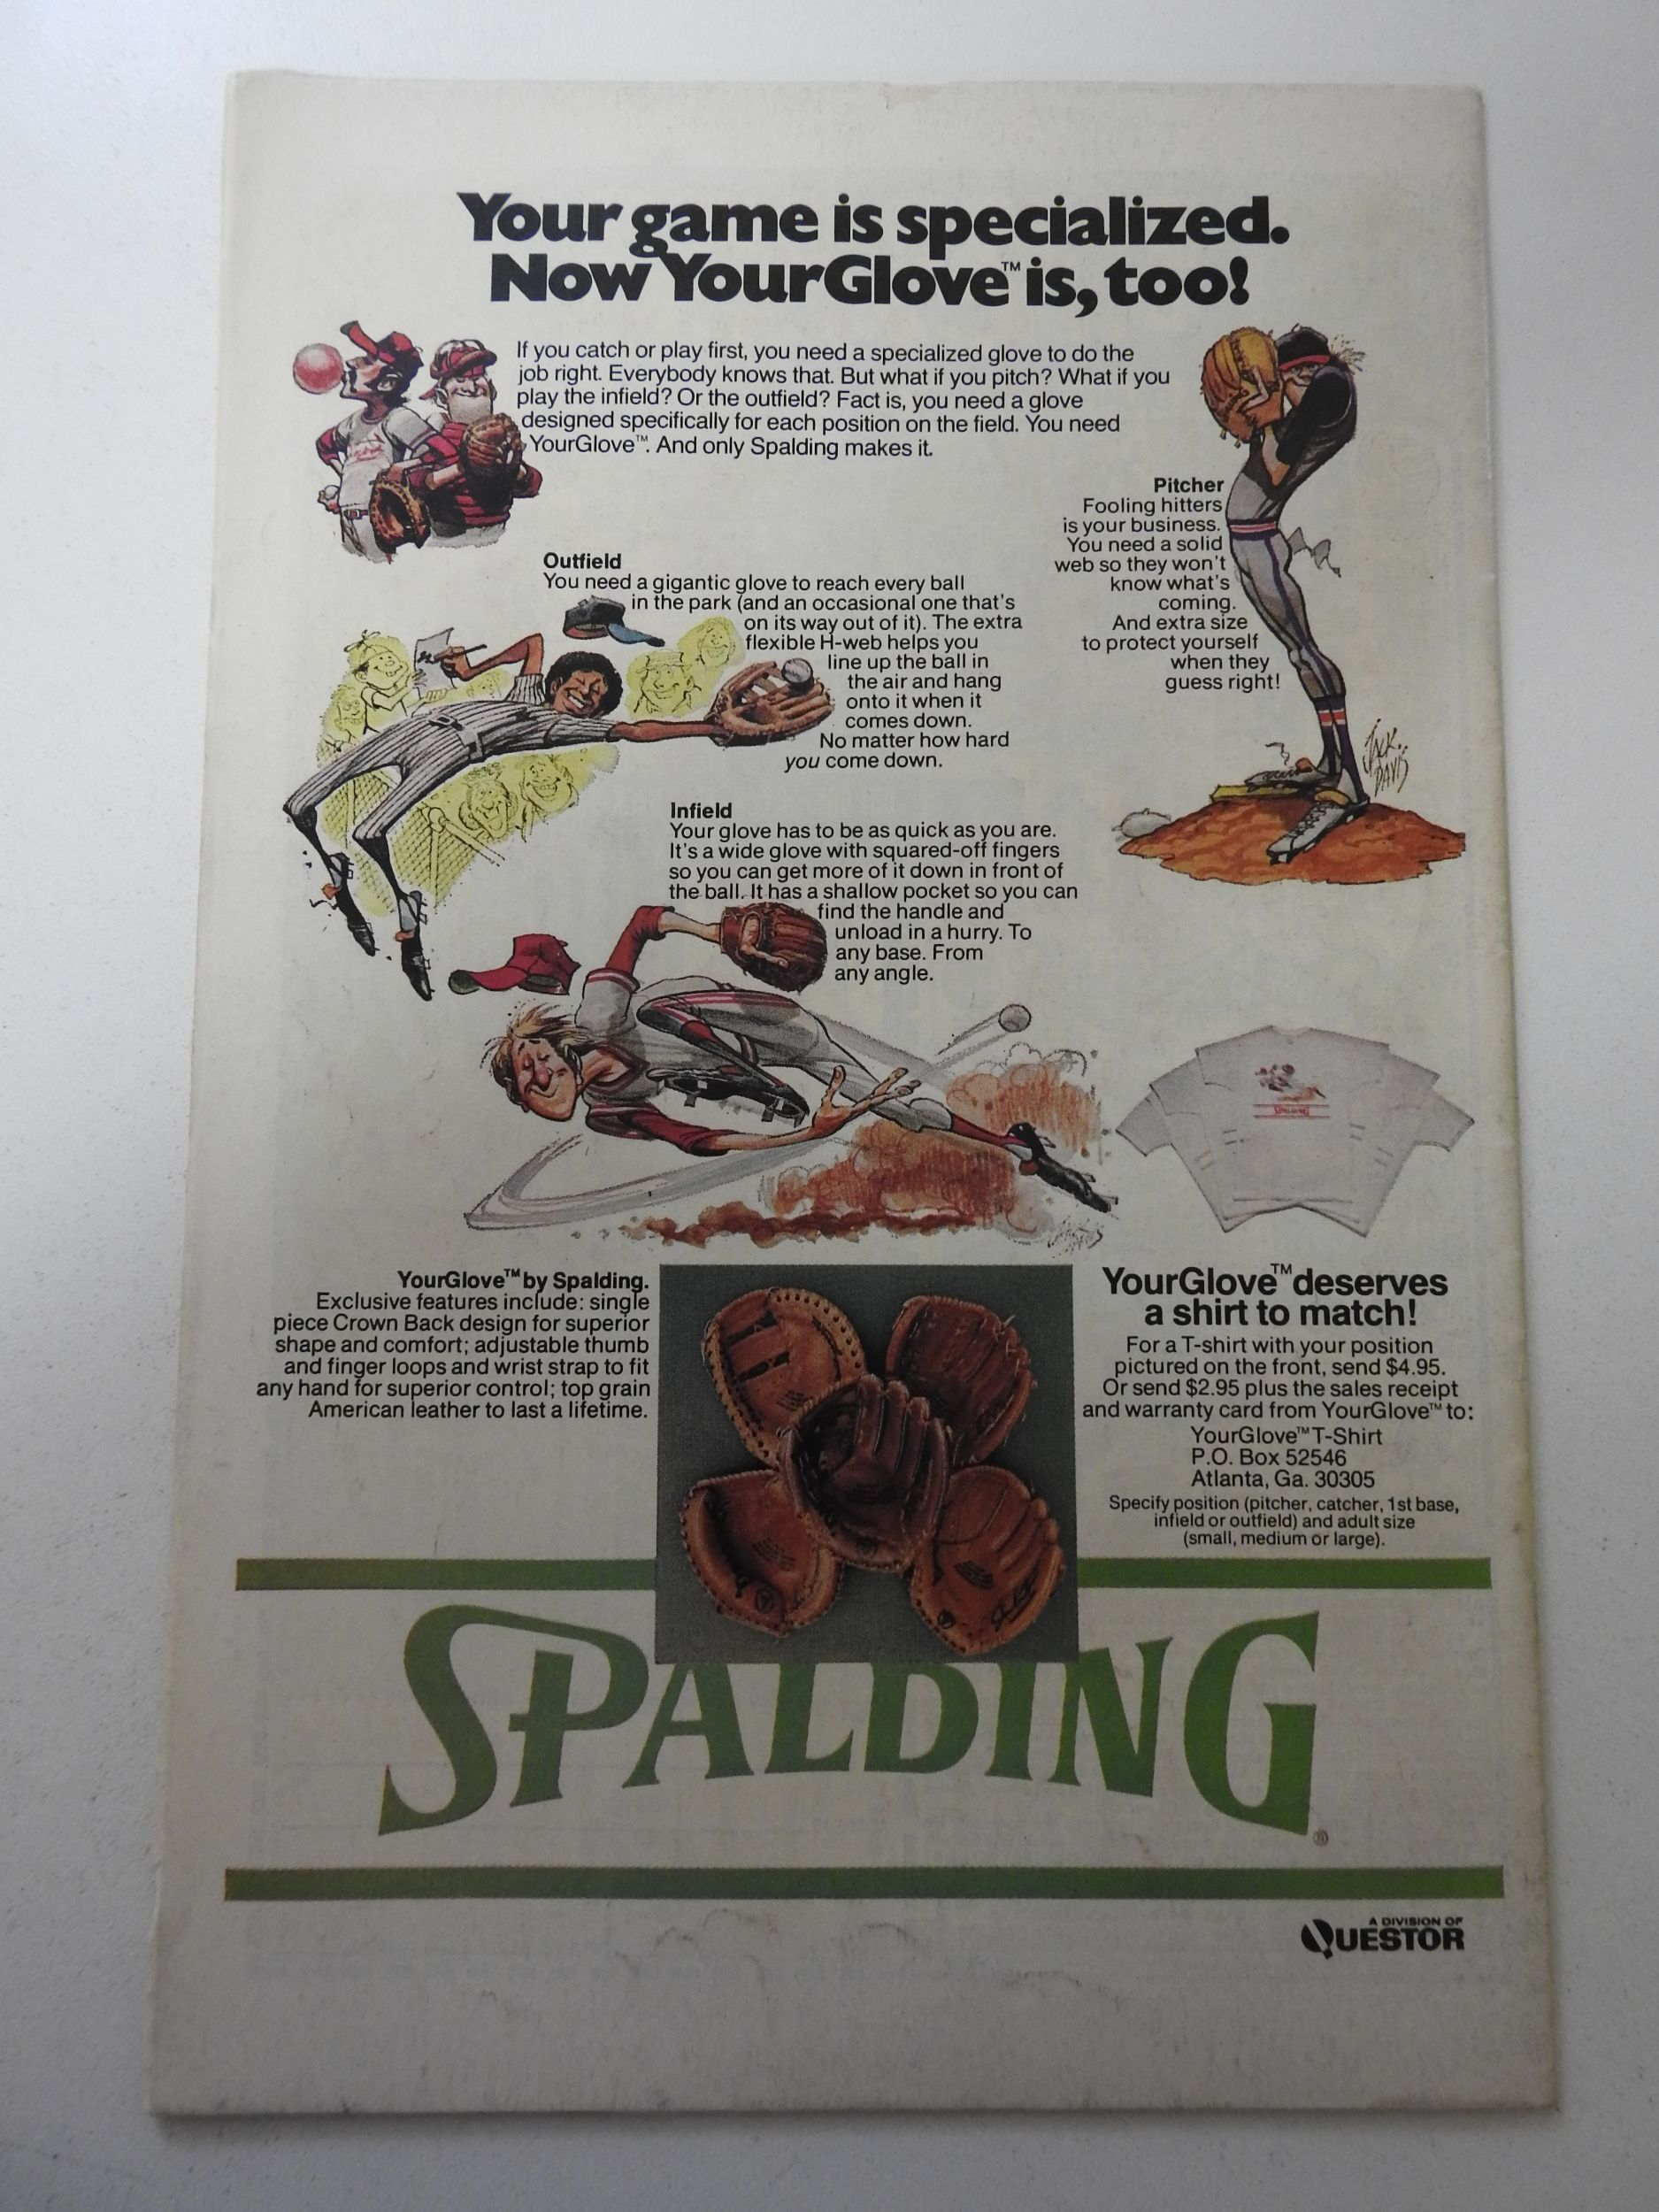 Your game is specialized.
Now YourGlove™ is, too!
If you catch or play first, you need a specialized glove to do the
job right. Everybody knows that. But what if you pitch? What if you
play the infield? Or the outfield? Fact is, you need a glove
designed specifically for each position on the field. You need
YourGlove™. And only Spalding makes it.
Pitcher
Fooling hitters
is your business.
You need a solid
web so they won't
know what's
coming.
And extra size
to protect yourself
when they
guess right!
JACK DAVIS
Outfield
You need a gigantic glove to reach every ball
in the park (and an occasional one that's
on its way out of it). The extra
flexible H-web helps you
line up the ball in
the air and hang
onto it when it
comes down.
No matter how hard
you come down.
Infield
Your glove has to be as quick as you are.
It's a wide glove with squared-off fingers
so you can get more of it down in front of
the ball. It has a shallow pocket so you can
find the handle and
unload in a hurry. To
any base. From
any angle.
SPALDING
YourGlove™ by Spalding.
Exclusive features include: single
piece Crown Back design for superior
shape and comfort; adjustable thumb
and finger loops and wrist strap to fit
any hand for superior control; top grain
American leather to last a lifetime.
YourGlove™ deserves
a shirt to match!
For a T-shirt with your position
pictured on the front, send $4.95.
Or send $2.95 plus the sales receipt
and warranty card from YourGlove™ to:
YourGlove™ T-Shirt
P.O. Box 52546
Atlanta, Ga. 30305
Specify position (pitcher, catcher, 1st base,
infield or outfield) and adult size
(small, medium or large).
SPALDING®
A DIVISION OF
QUESTOR